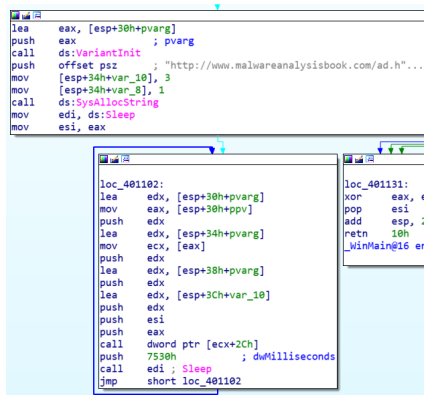 lea eax, [esp+30h+pvarg]
push eax ; pvarg
call ds:VariantInit
push offset psz ; "http://www.malwareanalysisbook.com/ad.h"...
mov [esp+34h+var_10], 3
mov [esp+34h+var_8], 1
call ds:SysAllocString
mov edi, ds:Sleep
mov esi, eax
loc_401102:
lea edx, [esp+30h+pvarg]
mov eax, [esp+30h+ppv]
push edx
lea edx, [esp+34h+pvarg]
mov ecx, [eax]
push edx
lea edx, [esp+38h+pvarg]
push edx
lea edx, [esp+3Ch+var_10]
push edx
push esi
push eax
call dword ptr [ecx+2Ch]
push 7530h ; dwMilliseconds
call edi ; Sleep
jmp short loc_401102
loc_401131:
xor eax,
pop esi
add esp, 2
retn 10h
_WinMain@16 en